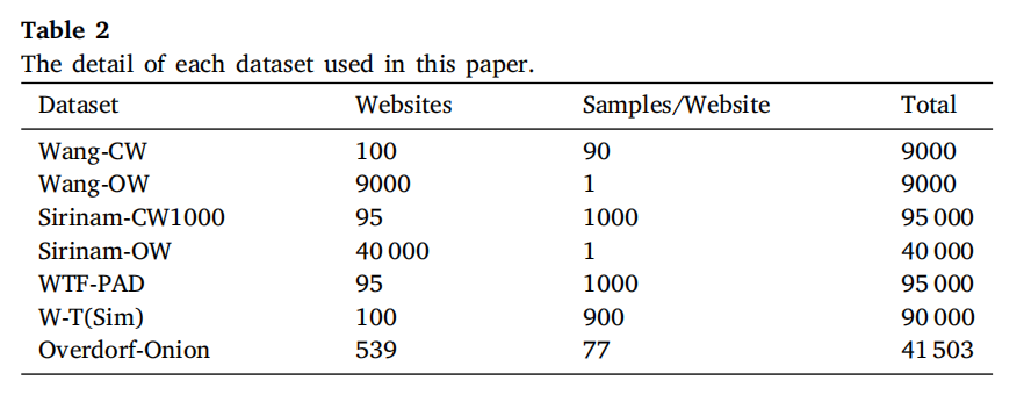 Table 2
The detail of each dataset used in this paper.
Dataset Websites Samples/Website Total
Wang-CW 100 90 9000
Wang-OW 9000 1 9000
Sirinam-CW1000 95 1000 95 000
Sirinam-OW 40 000 1 40 000
WTF-PAD 95 1000 95 000
W-T(Sim) 100 900 90 000
Overdorf-Onion 539 77 41 503